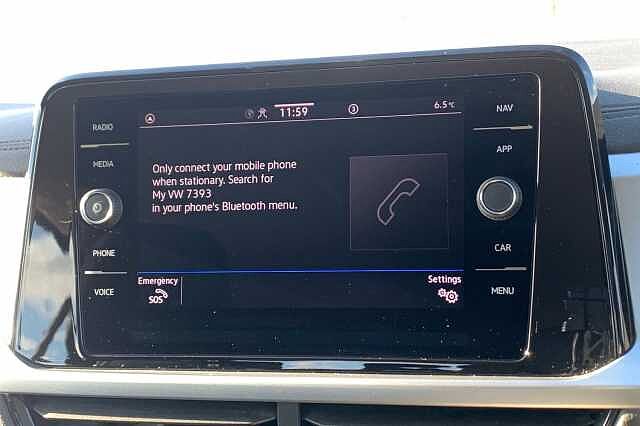 RADIO
MEDIA
PHONE
VOICE
11:59
3
6.5°C
Only connect your mobile phone
when stationary. Search for
My VW 7393
in your phone's Bluetooth menu.
Emergency
SOS
Settings
NAV
APP
CAR
MENU